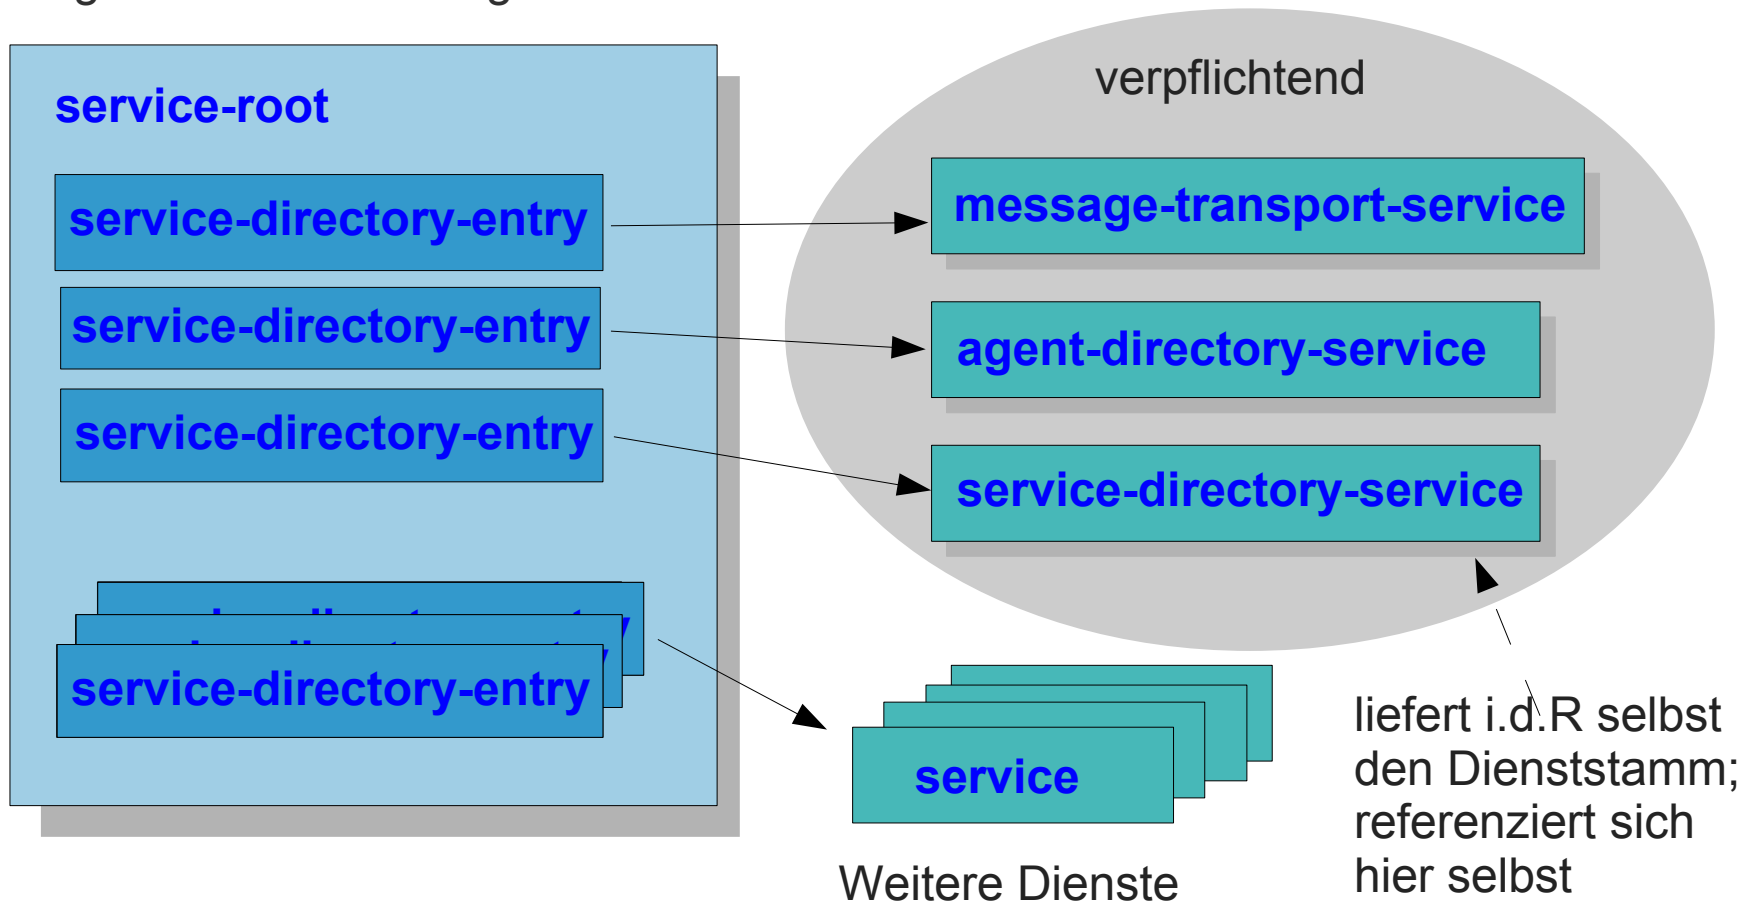 service-root
service-directory-entry
service-directory-entry
service-directory-entry
service-directory-entry
verpflichtend
message-transport-service
agent-directory-service
service-directory-service
service
Weitere Dienste
liefert i.d.R selbst
den Dienststamm;
referenziert sich
hier selbst